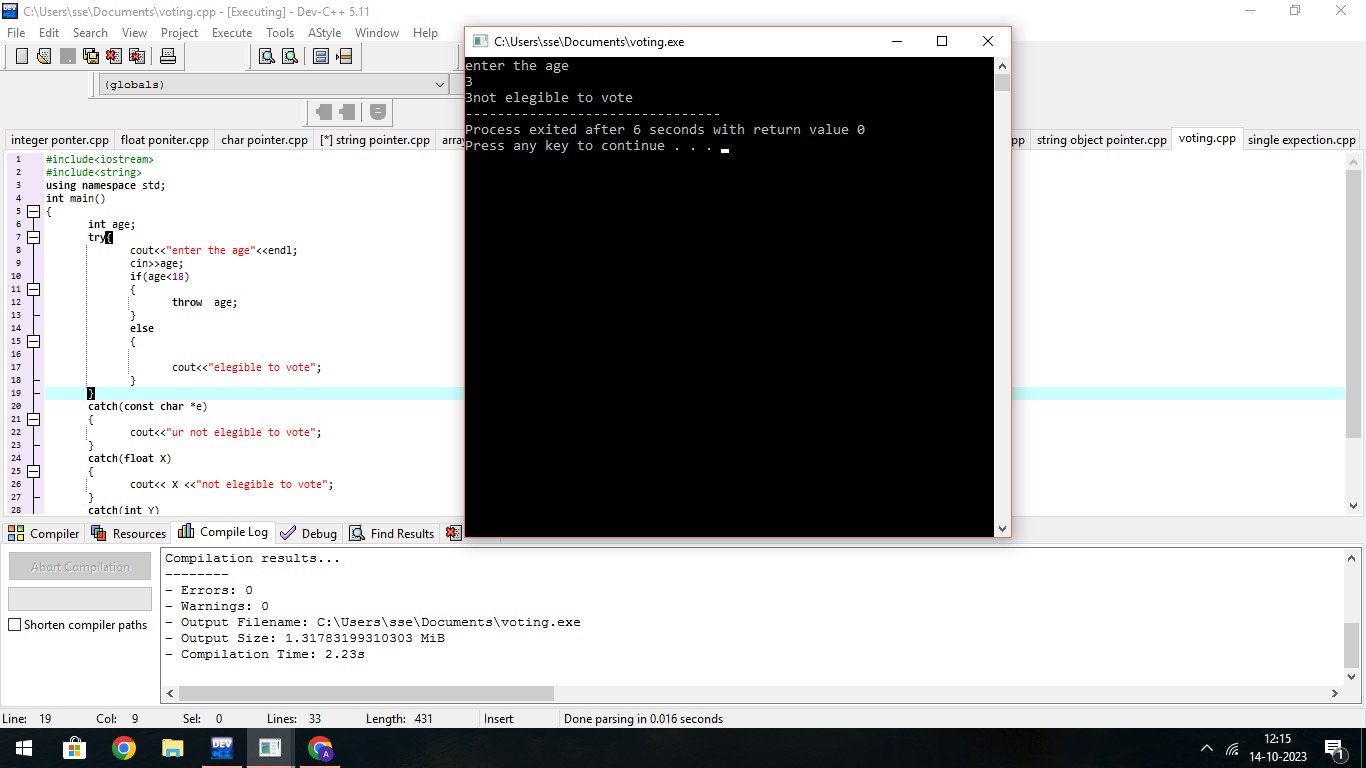 C:\Users\sse\Documents\voting.cpp - [Executing] - Dev-C++ 5.11
File Edit Search View Project Execute Tools AStyle Window Help
(globals)
integer ponter.cpp float poniter.cpp char pointer.cpp [*] string pointer.cpp arra
pp string object pointer.cpp voting.cpp single expection.cpp
1 #include<iostream>
2 #include<string>
3 using namespace std;
4 int main()
5 {
6 int age;
7 try{
8 cout<<"enter the age"<<endl;
9 cin>>age;
10 if(age<18)
11 {
12 throw  age;
13 }
14 else
15 {
16
17 cout<<"elegible to vote";
18 }
19 }
20 catch(const char *e)
21 {
22 cout<<"ur not elegible to vote";
23 }
24 catch(float X)
25 {
26 cout<< X <<"not elegible to vote";
27 }
28 catch(int Y)
C:\Users\sse\Documents\voting.exe
enter the age
3
3not elegible to vote
--------------------------------
Process exited after 6 seconds with return value 0
Press any key to continue . . .
Compiler Resources Compile Log Debug Find Results
Abort Compilation
Shorten compiler paths
Compilation results...
--------
- Errors: 0
- Warnings: 0
- Output Filename: C:\Users\sse\Documents\voting.exe
- Output Size: 1.31783199310303 MiB
- Compilation Time: 2.23s
Line: 19 Col: 9 Sel: 0 Lines: 33 Length: 431 Insert Done parsing in 0.016 seconds
DEV
A
12:15
14-10-2023
1